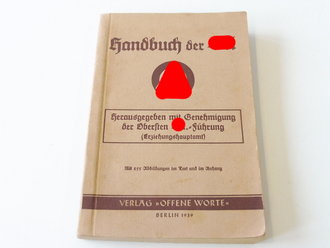 Handbuch der
Herausgegeben mit Genehmigung
der Obersten -Führung
(Erziehungshauptamt)
Mit 222 Abbildungen im Text und im Anhang
VERLAG »OFFENE WORTE«
BERLIN 1939